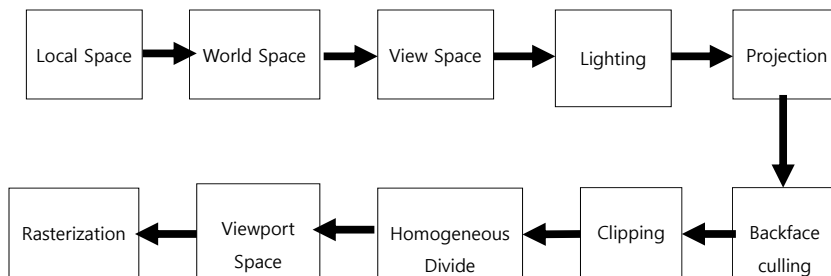 Local Space
World Space
View Space
Lighting
Projection
Backface
culling
Clipping
Homogeneous
Divide
Viewport
Space
Rasterization